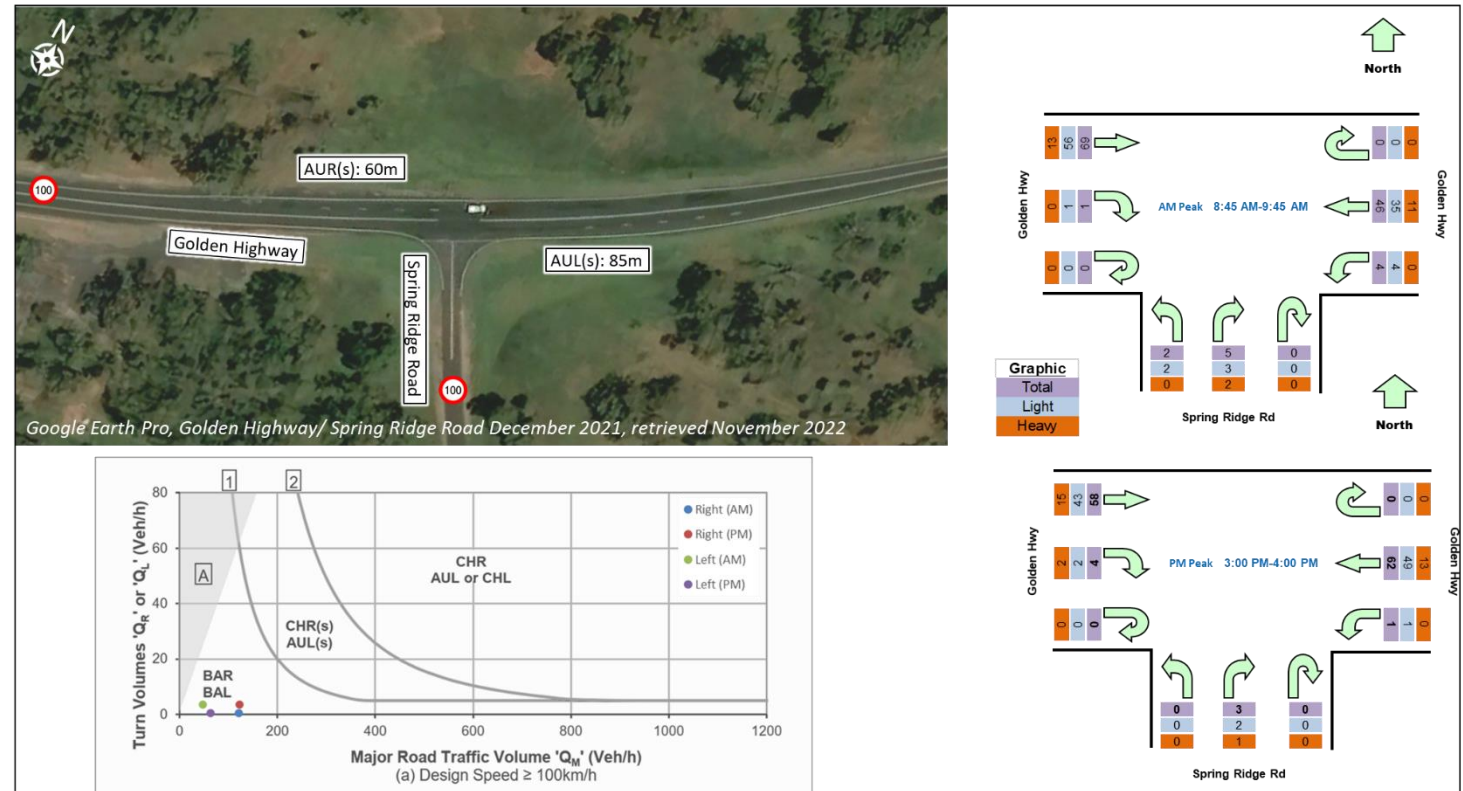 N
AUR(s): 60m
100
Golden Highway
AUL(s): 85m
Spring Ridge Road
100
Google Earth Pro, Golden Highway/ Spring Ridge Road December 2021, retrieved November 2022
North
13 56 69
0 0 0
Golden Hwy
0 1 1
AM Peak 8:45 AM-9:45 AM
46 35 11
Golden Hwy
0 0 0
4 4 0
2 5 0
2 3 0
0 2 0
Spring Ridge Rd
Graphic
Total
Light
Heavy
North
15 43 58
0 0 0
Golden Hwy
2 2 4
PM Peak 3:00 PM-4:00 PM
62 49 13
Golden Hwy
0 0 0
1 1 0
0 3 0
0 2 0
0 1 0
Spring Ridge Rd
1
2
80
60
40
20
0
Turn Volumes 'QR' or 'QL' (Veh/h)
A
BAR
BAL
CHR(s)
AUL(s)
CHR
AUL or CHL
Right (AM)
Right (PM)
Left (AM)
Left (PM)
0 200 400 600 800 1000 1200
Major Road Traffic Volume 'QM' (Veh/h)
(a) Design Speed ≥ 100km/h